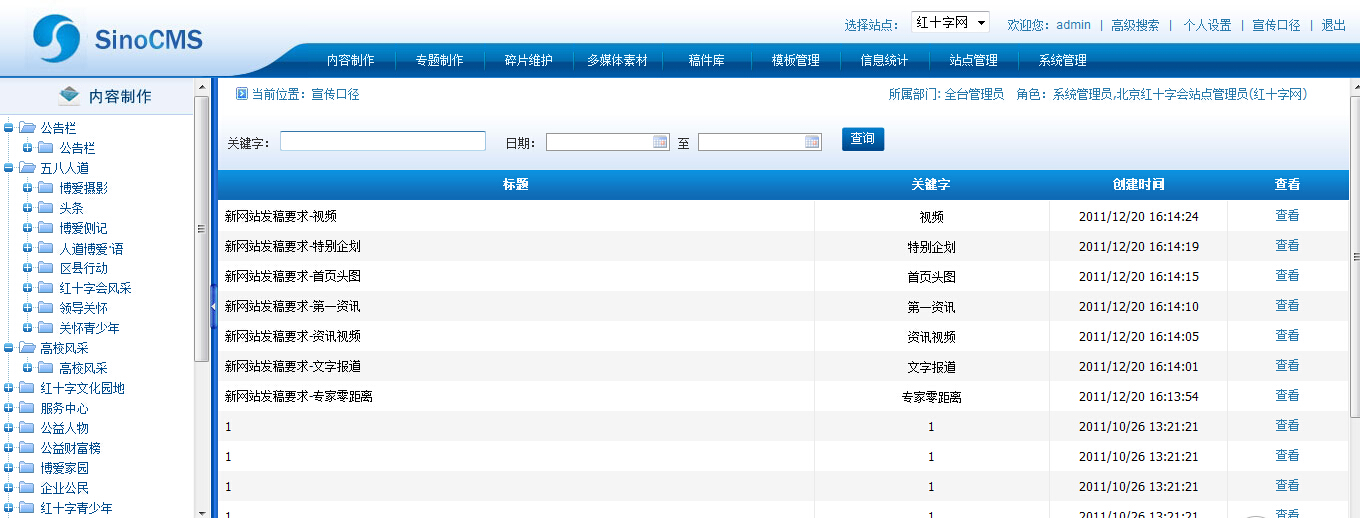 SinoCMS
选择站点： 红十字网 欢迎您：admin | 高级搜索 | 个人设置 | 宣传口径 | 退出
内容制作 专题制作 碎片维护 多媒体素材 稿件库 模板管理 信息统计 站点管理 系统管理
内容制作
公告栏
公告栏
五八人道
博爱摄影
头条
博爱侧记
人道博爱·语
区县行动
红十字会风采
领导关怀
关怀青少年
高校风采
高校风采
红十字文化园地
服务中心
公益人物
公益财富榜
博爱家园
企业公民
红十字青少年
当前位置：宣传口径 所属部门: 全台管理员 角色：系统管理员,北京红十字会站点管理员(红十字网)
关键字： 日期： 至 查询
标题 关键字 创建时间 查看
新网站发稿要求-视频 视频 2011/12/20 16:14:24 查看
新网站发稿要求-特别企划 特别企划 2011/12/20 16:14:19 查看
新网站发稿要求-首页头图 首页头图 2011/12/20 16:14:15 查看
新网站发稿要求-第一资讯 第一资讯 2011/12/20 16:14:10 查看
新网站发稿要求-资讯视频 资讯视频 2011/12/20 16:14:05 查看
新网站发稿要求-文字报道 文字报道 2011/12/20 16:14:01 查看
新网站发稿要求-专家零距离 专家零距离 2011/12/20 16:13:54 查看
1 1 2011/10/26 13:21:21 查看
1 1 2011/10/26 13:21:21 查看
1 1 2011/10/26 13:21:21 查看
1 1 2011/10/26 13:21:21 查看